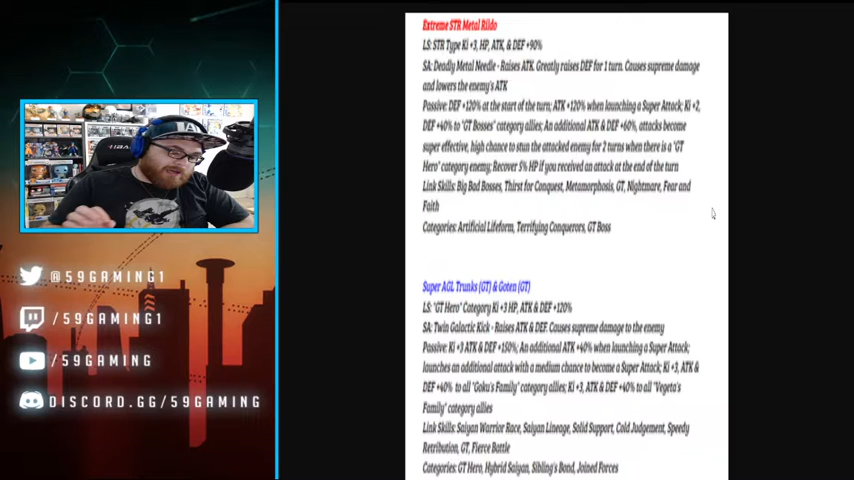 Extreme STR Metal Rildo
LS: STR Type Ki +3, HP, ATK, & DEF +90%
SA: Deadly Metal Needle - Raises ATK. Greatly raises DEF for 1 turn. Causes supreme damage
and lowers the enemy's ATK
Passive: DEF +120% at the start of the turn; ATK +120% when launching a Super Attack; Ki +2,
DEF +40% to "GT Bosses" category allies; An additional ATK & DEF +60%, attacks become
super effective, high chance to stun the attacked enemy for 2 turns when there is a "GT
Hero" category enemy; Recover 5% HP if you received an attack at the end of the turn
Link Skills: Big Bad Bosses, Thirst for Conquest, Metamorphosis, GT, Nightmare, Fear and
Faith
Categories: Artificial Lifeform, Terrifying Conquerors, GT Boss
Super AGL Trunks (GT) & Goten (GT)
LS: "GT Hero" Category Ki +3 HP, ATK & DEF +120%
SA: Twin Galactic Kick - Raises ATK & DEF. Causes supreme damage to the enemy
Passive: Ki +3 ATK & DEF +150%; An additional ATK +40% when launching a Super Attack;
launches an additional attack with a medium chance to become a Super Attack; Ki +3, ATK &
DEF +40% to all "Goku's Family" category allies; Ki +3, ATK & DEF +40% to all "Vegeta's
Family" category allies
Link Skills: Saiyan Warrior Race, Saiyan Lineage, Solid Support, Cold Judgement, Speedy
Retribution, GT, Fierce Battle
Categories: GT Hero, Hybrid Saiyan, Sibling's Bond, Joined Forces
@59GAMING1
/59GAMING1
/59GAMING
DISCORD.GG/59GAMING